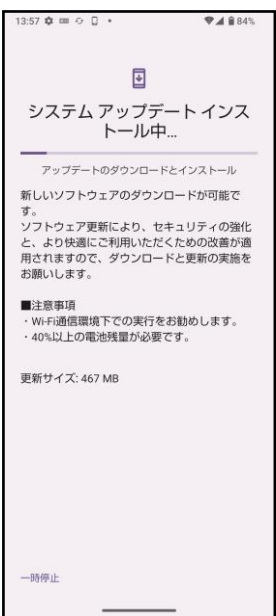 13:57
84%
システム アップデート インス
トール中...
アップデートのダウンロードとインストール
新しいソフトウェアのダウンロードが可能で
す。
ソフトウェア更新により、セキュリティの強化
と、より快適にご利用いただくための改善が適
用されますので、ダウンロードと更新の実施を
お願いします。
■注意事項
・Wi-Fi通信環境下での実行をお勧めします。
・40%以上の電池残量が必要です。
更新サイズ: 467 MB
一時停止